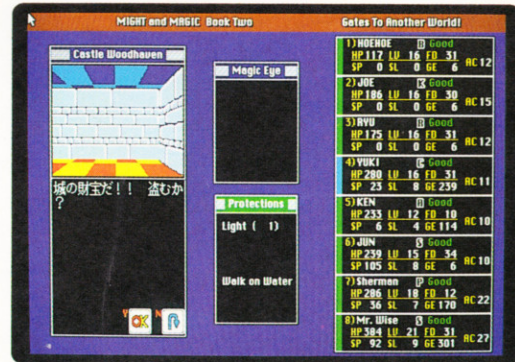 MIGHT and MAGIC Book Two Gates To Another World!
Castle Woodhaven
城の財宝だ!! 盗むか
?
Y N
OK
Magic Eye
Protections
Light ( 1)
Walk on Water
1) HOEHOE Good
HP 117 LV 16 FD 31
SP 0 SL 0 GE 6 AC 12
2) JOE K Good
HP 186 LV 16 FD 30
SP 0 SL 0 GE 6 AC 15
3) RYU Good
HP 175 LV 16 FD 31
SP 0 SL 0 GE 6 AC 12
4) YUKI C Good
HP 280 LV 16 FD 31
SP 23 SL 8 GE 239 AC 11
5) KEN Good
HP 233 LV 12 FD 10
SP 6 SL 4 GE 114 AC 10
6) JUN S Good
HP 239 LV 15 FD 34
SP 105 SL 8 GE 6 AC 10
7) Sherman P Good
HP 286 LV 18 FD 12
SP 36 SL 7 GE 170 AC 22
8) Mr. Wise S Good
HP 384 LV 21 FD 31
SP 92 SL 9 GE 301 AC 27